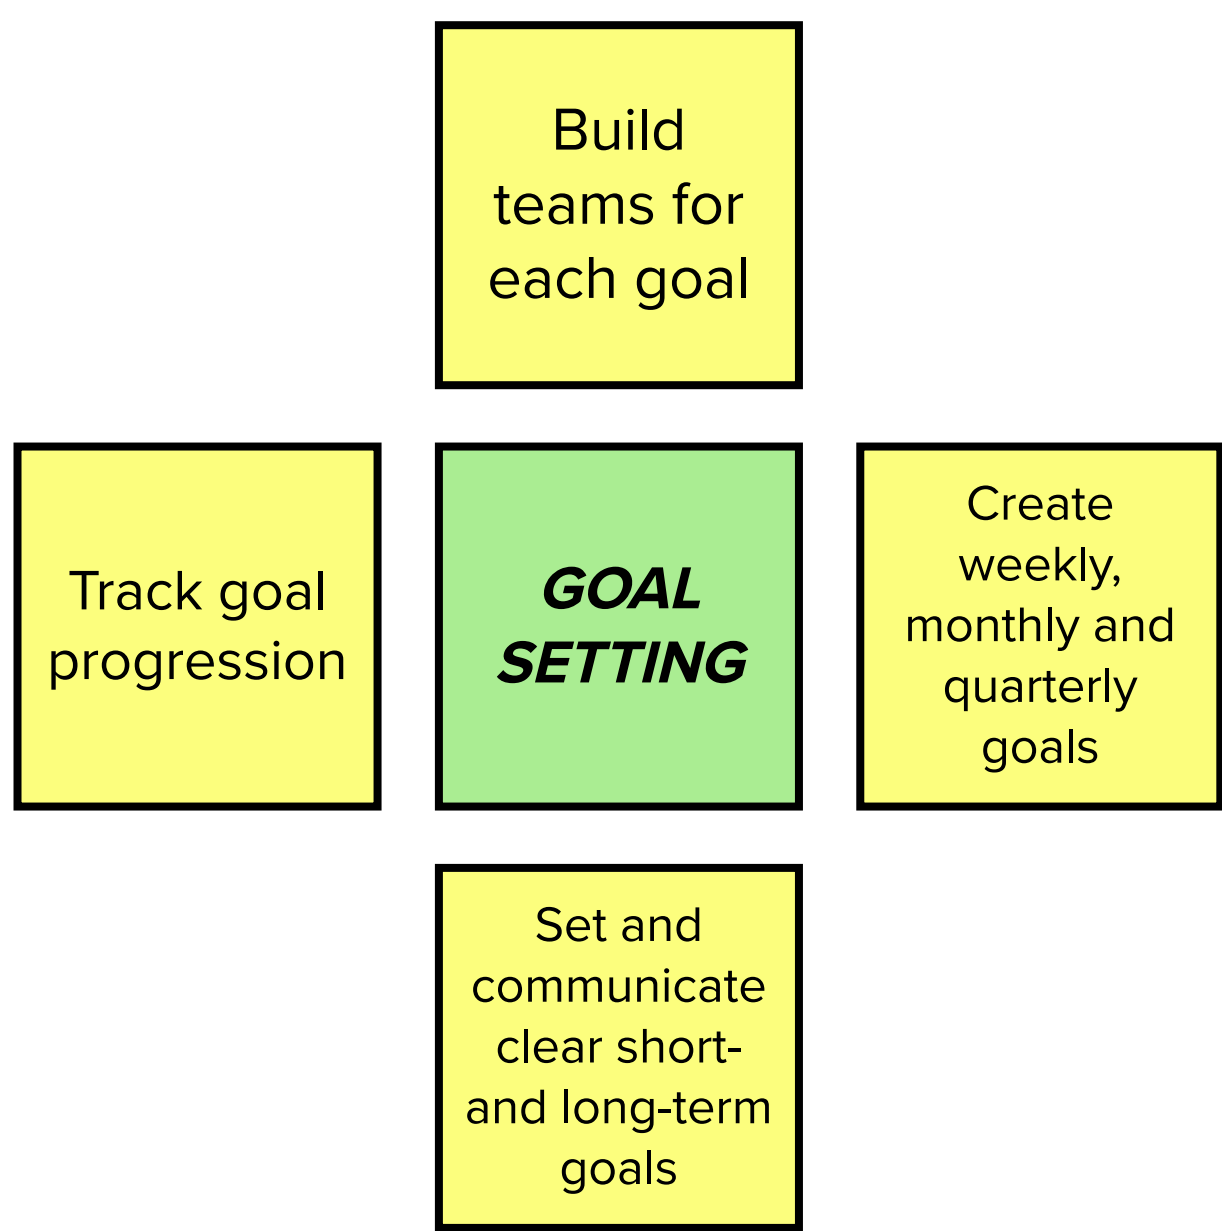 Build
teams for
each goal
Track goal
progression
GOAL
SETTING
Create
weekly,
monthly and
quarterly
goals
Set and
communicate
clear short-
and long-term
goals